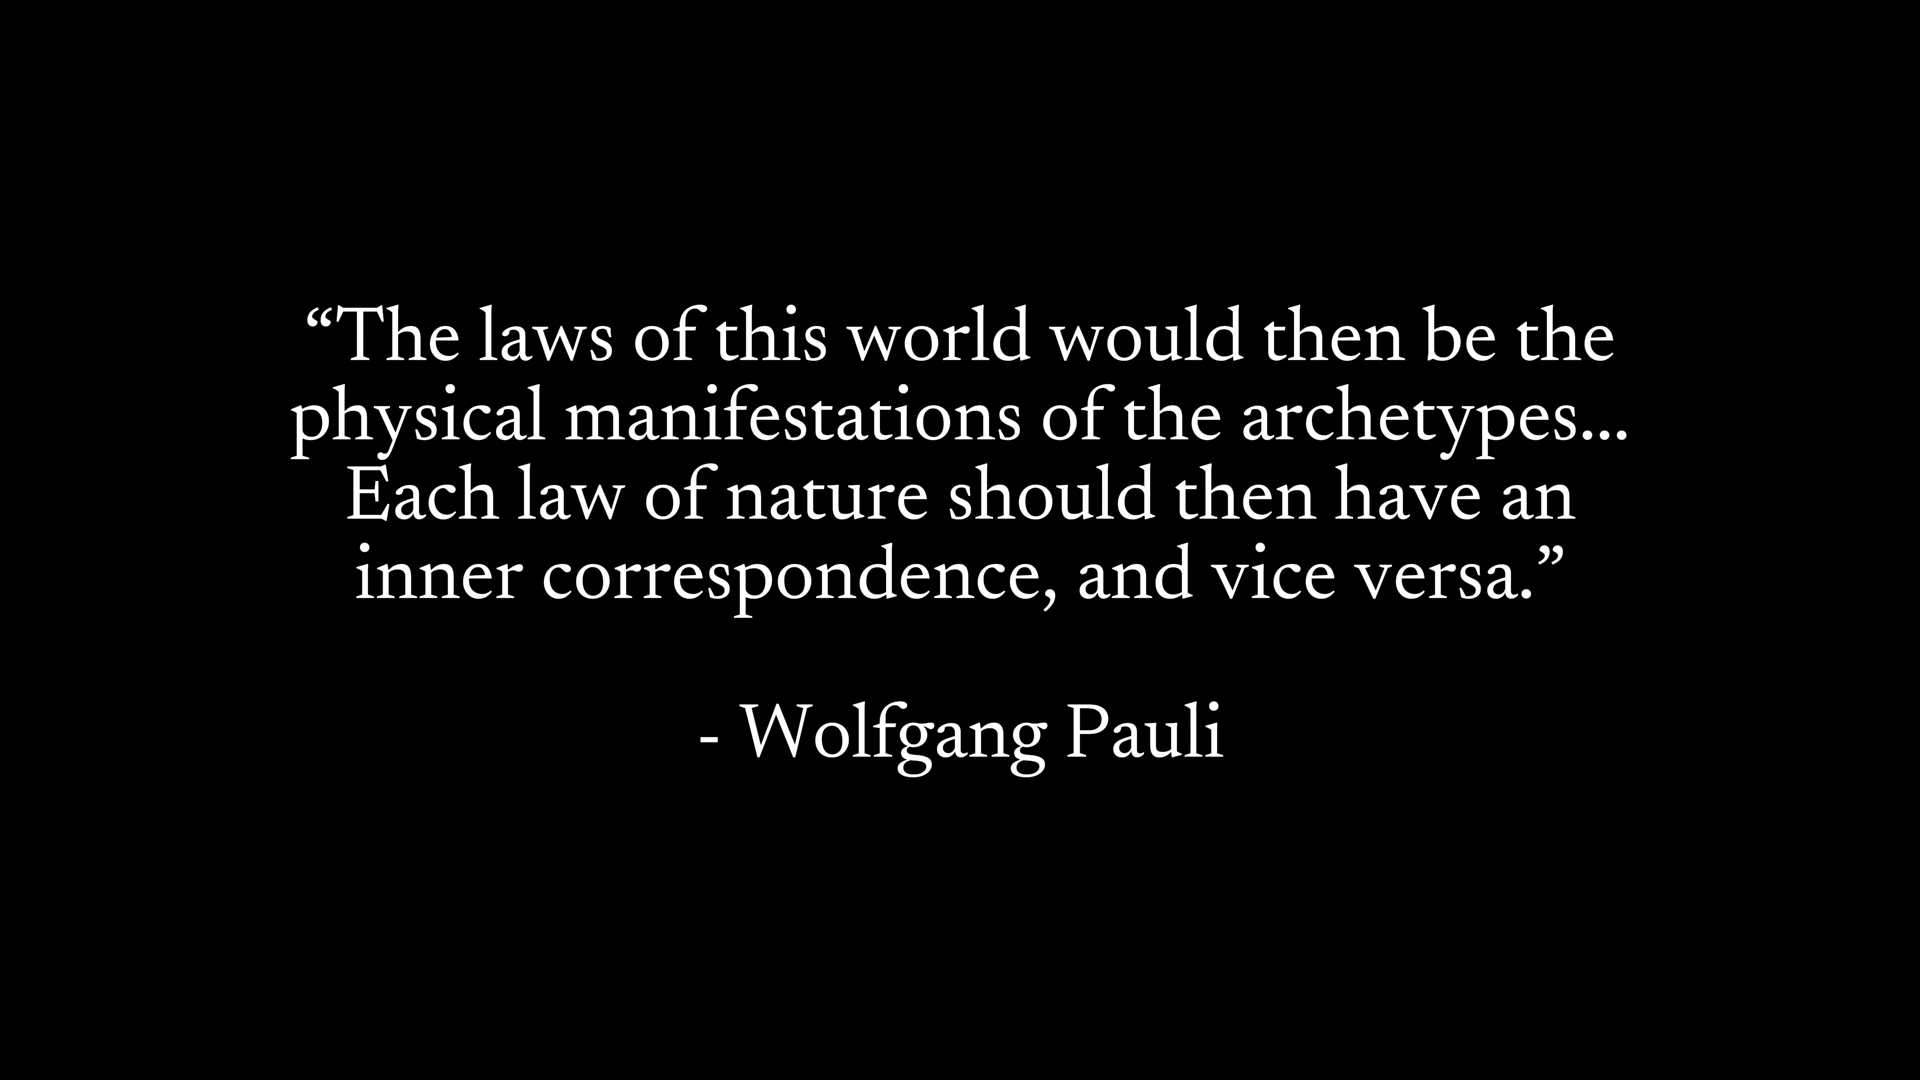 “The laws of this world would then be the
physical manifestations of the archetypes...
Each law of nature should then have an
inner correspondence, and vice versa.”
- Wolfgang Pauli